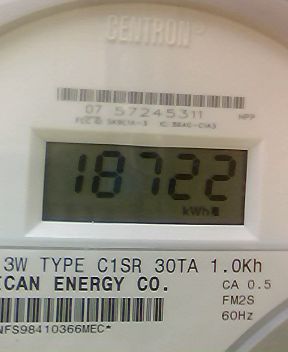 CENTRON
07 57245311
18722
kWh
3W TYPE C1SR 30TA 1.0Kh
ICAN ENERGY CO. CA 0.5
FM2S
NFS98410366MEC* 60Hz